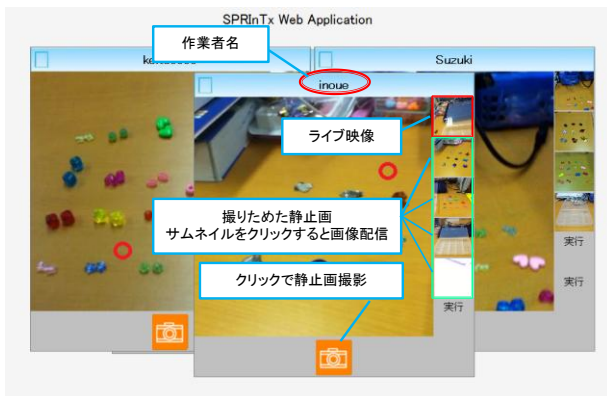 SPRInTx Web Application
作業者名
Suzuki
inoue
ライブ映像
撮りためた静止画
サムネイルをクリックすると画像配信
クリックで静止画撮影
実行
実行
実行